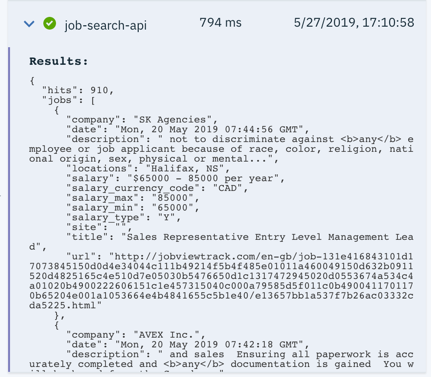 job-search-api 794 ms 5/27/2019, 17:10:58
Results:
{
"hits": 910,
"jobs": [
{
"company": "SK Agencies",
"date": "Mon, 20 May 2019 07:44:56 GMT",
"description": " not to discriminate against <b>any</b> e
mployee or job applicant because of race, color, religion, nati
onal origin, sex, physical or mental...",
"locations": "Halifax, NS",
"salary": "$65000 - 85000 per year",
"salary_currency_code": "CAD",
"salary_max": "85000",
"salary_min": "65000",
"salary_type": "Y",
"site": "",
"title": "Sales Representative Entry Level Management Lea
d",
"url": "http://jobviewtrack.com/en-gb/job-131e416843101d1
7073845150d0d4e34044c111b49214f5b4f485e01011a460049150d632b0911
520d4825165c4e510d7e05030b5476650d1c1317472945020d0553674a534c4
a01020b4900222606151c1e457315040c000a79585d5f011c0b490041170117
0b65204e001a1053664e4b4841655c5b1e40/e13657bb1a537f7b26ac03332c
da5225.html"
},
{
"company": "AVEX Inc.",
"date": "Mon, 20 May 2019 07:42:18 GMT",
"description": " and sales Ensuring all paperwork is acc
urately completed and <b>any</b> documentation is gained You w